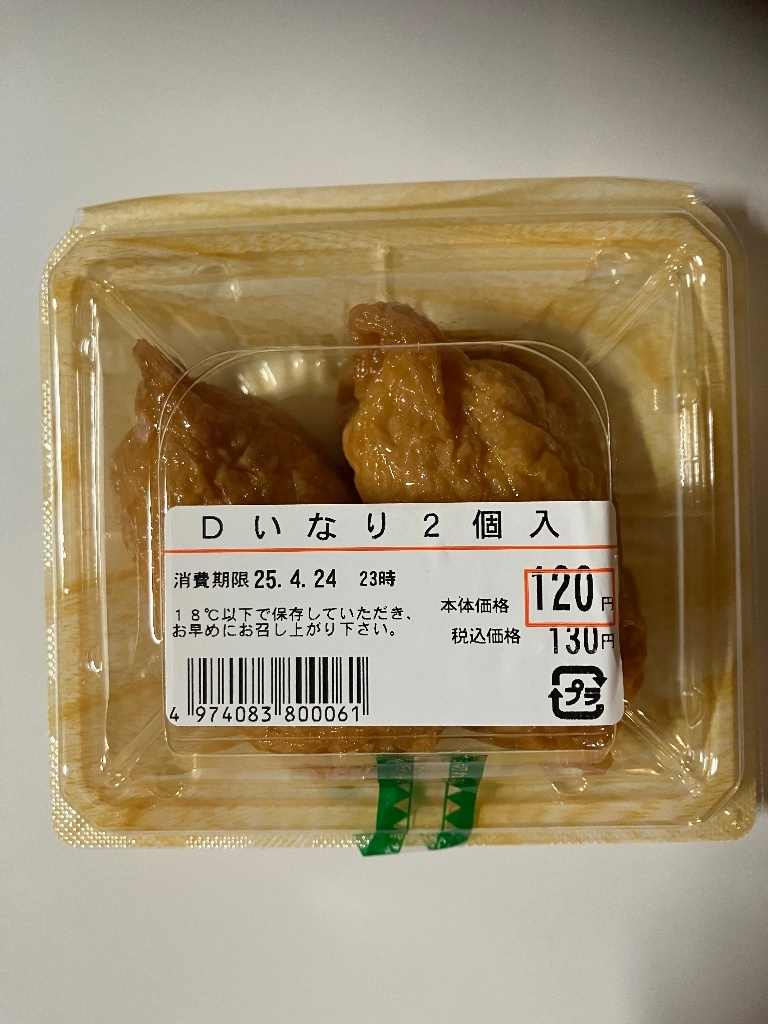 Dいなり2個入
消費期限 25. 4. 24 23時
本体価格 120円
18℃以下で保存していただき、
お早めにお召し上がり下さい。
税込価格 130円
プラ
4 974083 800061